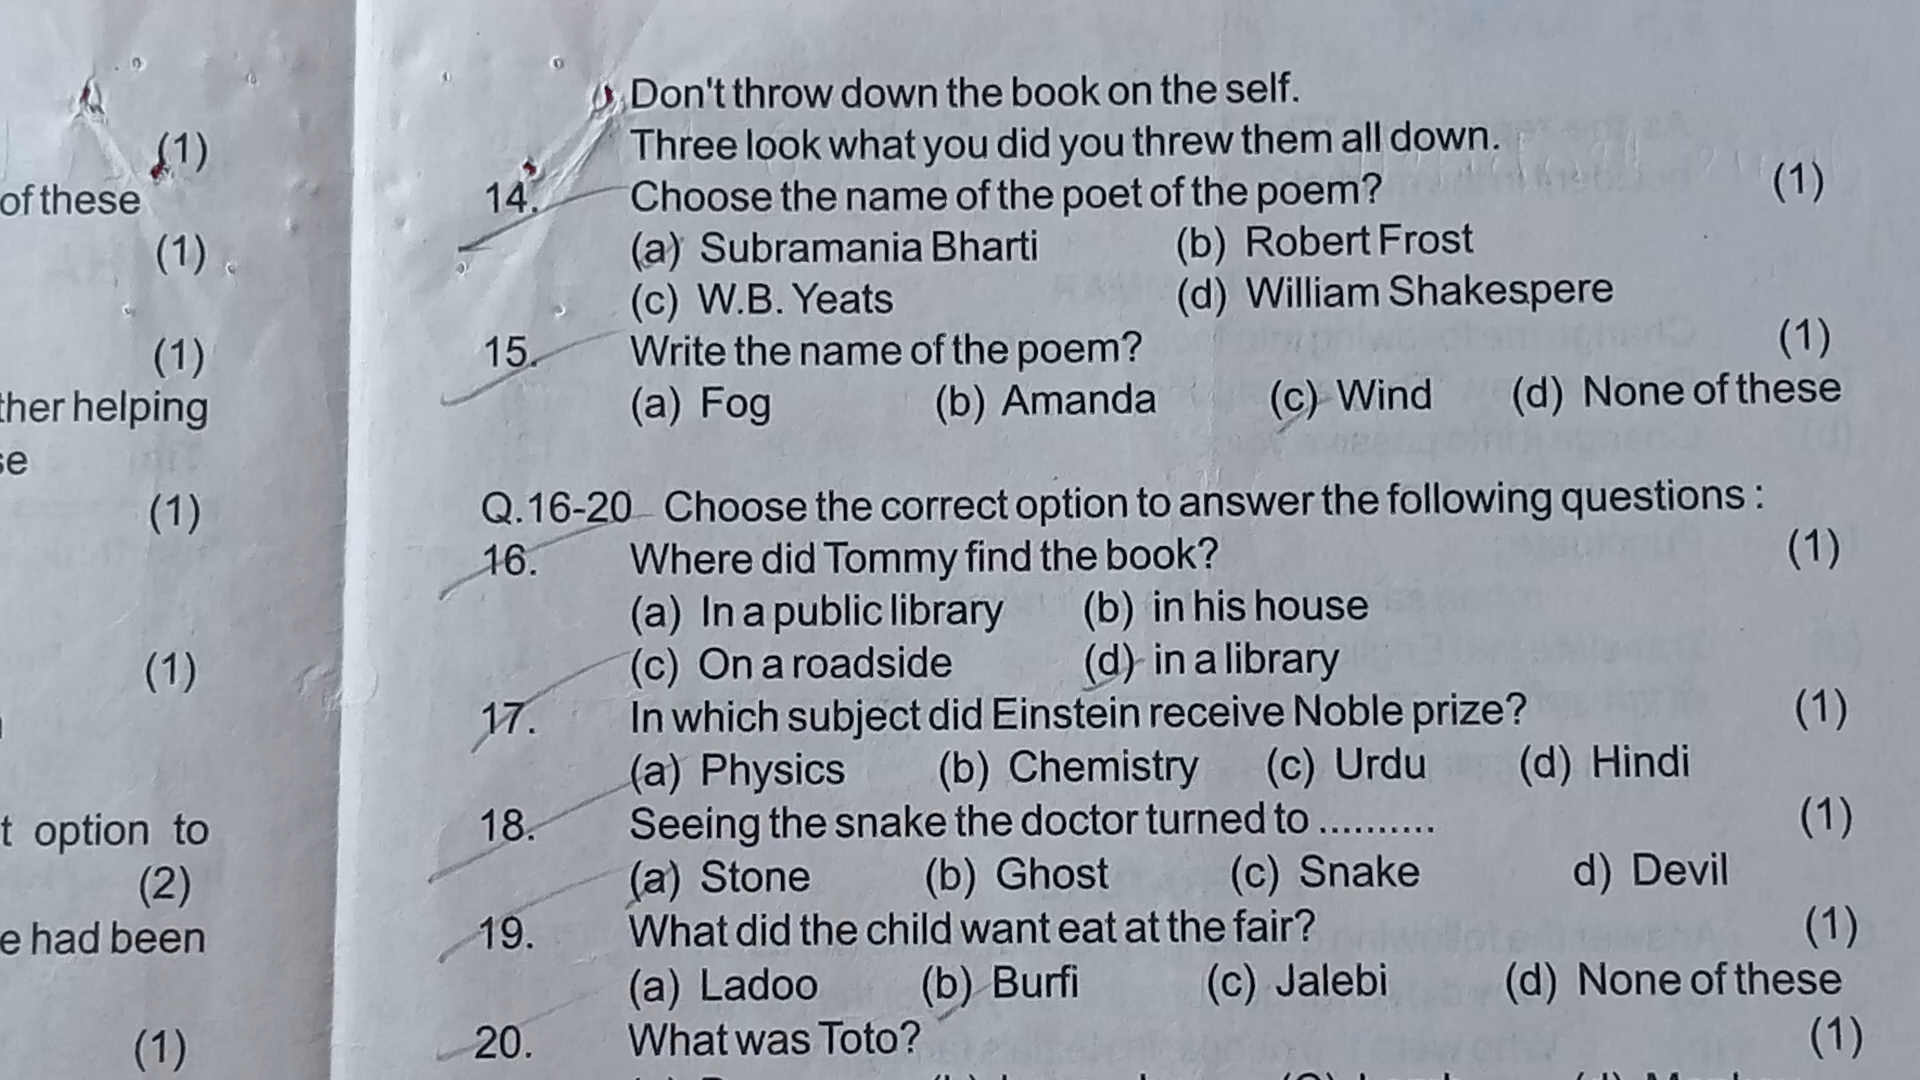 (1)
of these
(1)
(1)
ther helping
se
(1)
(1)
t option to
(2)
e had been
(1)
Don't throw down the book on the self.
Three look what you did you threw them all down.
14. Choose the name of the poet of the poem? (1)
(a) Subramania Bharti (b) Robert Frost
(c) W.B. Yeats (d) William Shakespere
15. Write the name of the poem? (1)
(a) Fog (b) Amanda (c) Wind (d) None of these
Q.16-20 Choose the correct option to answer the following questions :
16. Where did Tommy find the book? (1)
(a) In a public library (b) in his house
(c) On a roadside (d) in a library
17. In which subject did Einstein receive Noble prize? (1)
(a) Physics (b) Chemistry (c) Urdu (d) Hindi
18. Seeing the snake the doctor turned to .......... (1)
(a) Stone (b) Ghost (c) Snake d) Devil
19. What did the child want eat at the fair? (1)
(a) Ladoo (b) Burfi (c) Jalebi (d) None of these
20. What was Toto? (1)